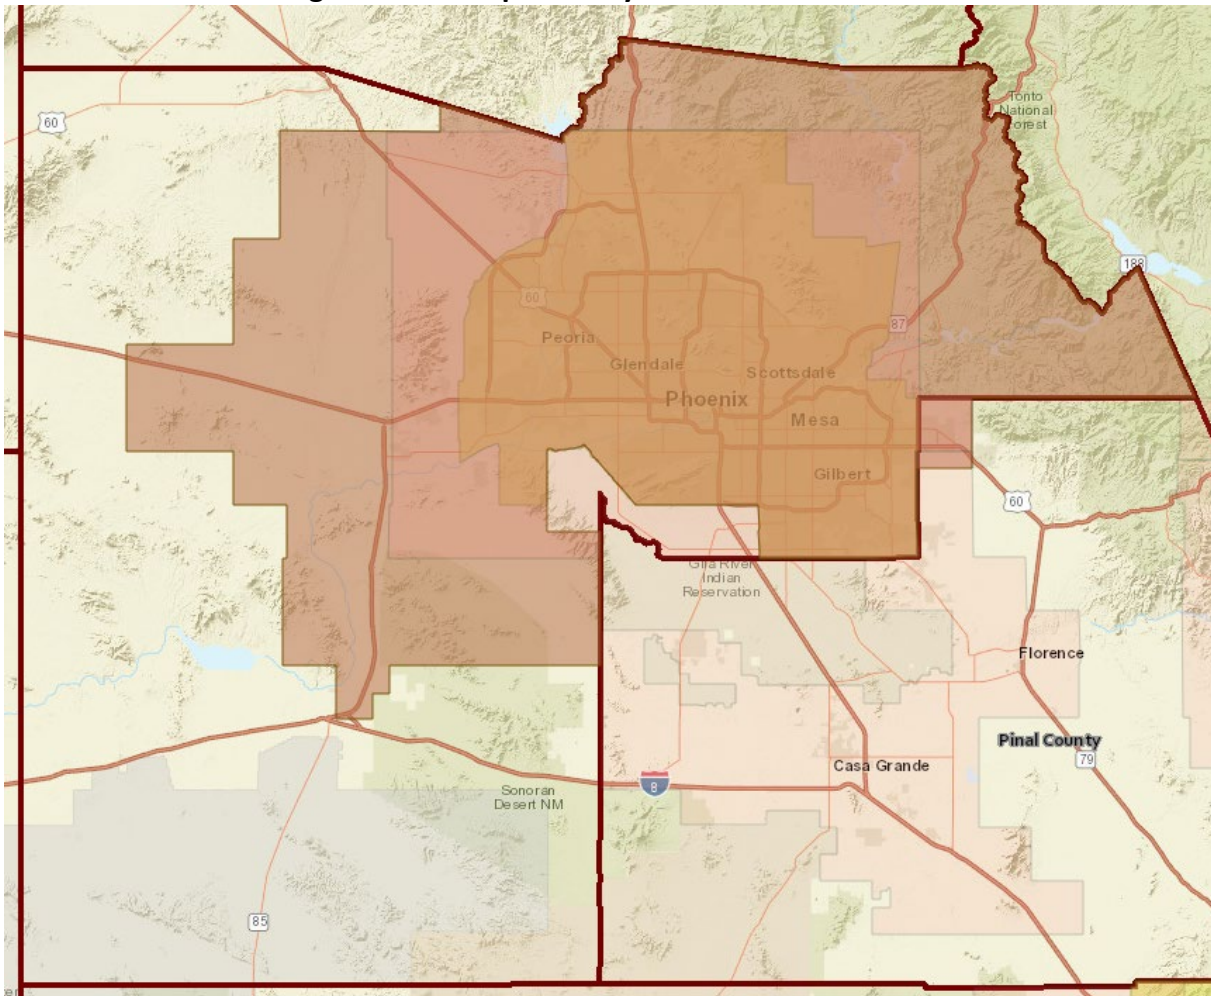 60
Tonto
National
Forest
188
60
87
Peoria
Glendale
Scottsdale
Phoenix
Mesa
Gilbert
60
Gila River
Indian
Reservation
Florence
Pinal County
79
Casa Grande
8
Sonoran
Desert NM
85